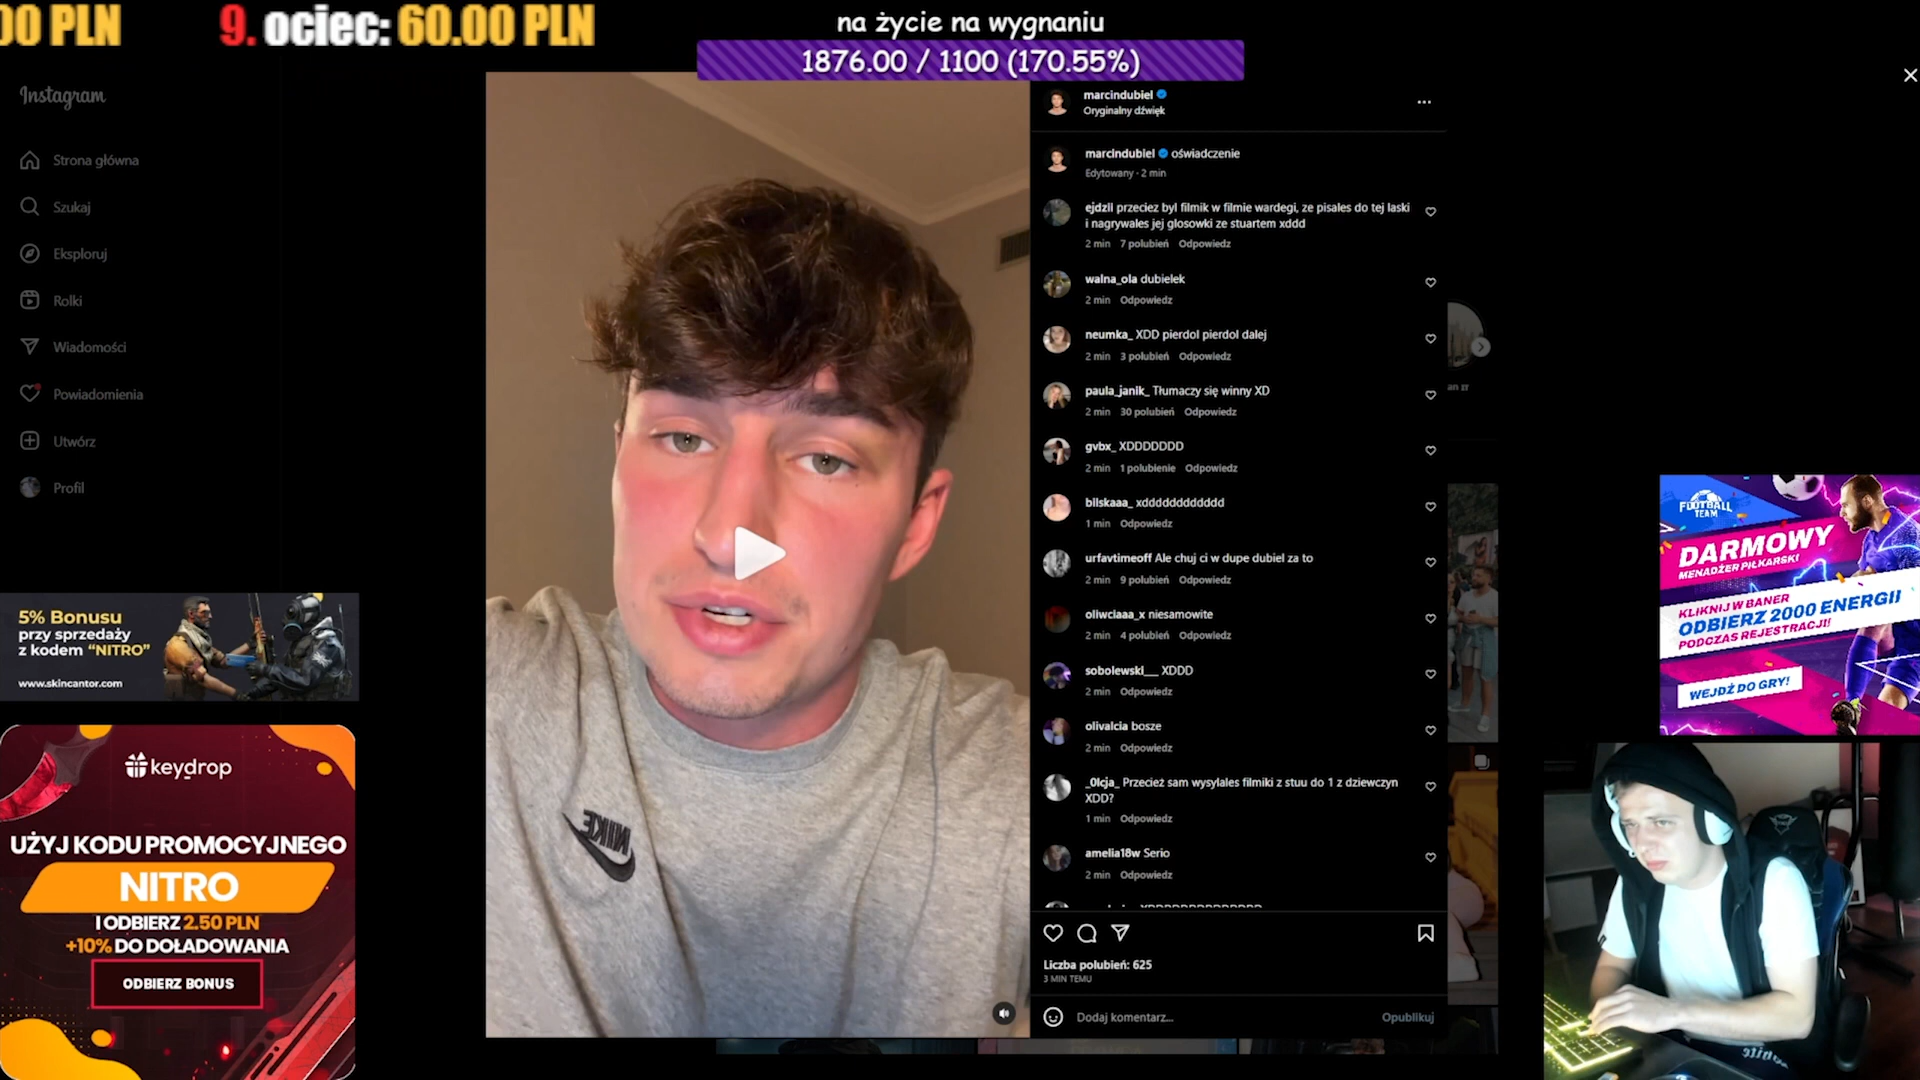 00 PLN
9. ociec: 60.00 PLN
na życie na wygnaniu
1876.00 / 1100 (170.55%)
Instagram
Strona główna
Szukaj
Eksploruj
Rolki
Wiadomości
Powiadomienia
Utwórz
Profil
5% Bonusu
przy sprzedaży
z kodem “NITRO”
www.skincantor.com
keydrop
UŻYJ KODU PROMOCYJNEGO
NITRO
I ODBIERZ 2.50 PLN
+10% DO DOŁADOWANIA
ODBIERZ BONUS
NIKE
marcindubiel
Oryginalny dźwięk
marcindubiel oświadczenie
Edytowany · 2 min
ejdzli przeciez byl filmik w filmie wardegi, ze pisales do tej laski
i nagrywales jej glosowki ze stuartem xddd
2 min 7 polubień Odpowiedz
walna_ola dubielek
2 min Odpowiedz
neumka_ XDD pierdol pierdol dalej
2 min 3 polubień Odpowiedz
paula_janik_ Tłumaczy się winny XD
2 min 30 polubień Odpowiedz
gvbx_ XDDDDDDD
2 min 1 polubienie Odpowiedz
bilskaaa_ xdddddddddddd
1 min Odpowiedz
urfavtimeoff Ale chuj ci w dupe dubiel za to
2 min 9 polubień Odpowiedz
oliwciaaa_x niesamowite
2 min 4 polubień Odpowiedz
sobolewski__ XDDD
2 min Odpowiedz
olivalcia bosze
2 min Odpowiedz
_0lcja_ Przecież sam wysylales filmiki z stuu do 1 z dziewczyn
XDD?
1 min Odpowiedz
amelia18w Serio
2 min Odpowiedz
Liczba polubień: 625
3 MIN TEMU
Dodaj komentarz...
Opublikuj
FOOTBALL
TEAM
DARMOWY
MENADŻER PIŁKARSKI
KLIKNIJ W BANER
ODBIERZ 2000 ENERGII
PODCZAS REJESTRACJI!
WEJDŹ DO GRY!